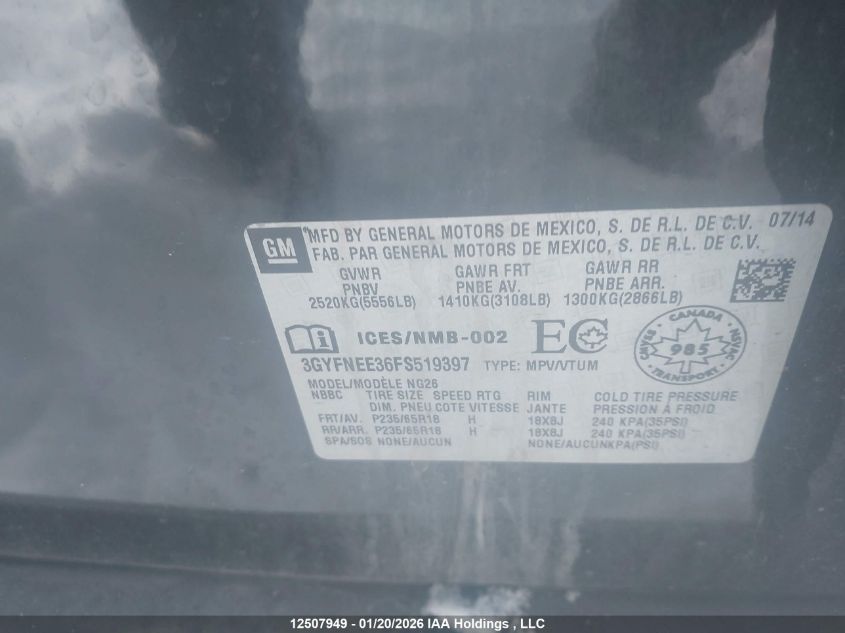 GM
MFD BY GENERAL MOTORS DE MEXICO, S. DE R.L. DE C.V. 07/14
FAB. PAR GENERAL MOTORS DE MEXICO, S. DE R.L. DE C.V.
GVWR GAWR FRT GAWR RR
PNBV PNBE AV. PNBE ARR.
2520KG(5556LB) 1410KG(3108LB) 1300KG(2866LB)
i ICES/NMB-002 EC
CANADA
CMVSS 985 NSVAC
TRANSPORT
3GYFNEE36FS519397 TYPE: MPV/VTUM
MODEL/MODÈLE NG26
NBBC TIRE SIZE SPEED RTG RIM COLD TIRE PRESSURE
DIM. PNEU COTE VITESSE JANTE PRESSION À FROID
FRT/AV. P235/65R18 H 18X8J 240 KPA(35PSI)
RR/ARR. P235/65R18 H 18X8J 240 KPA(35PSI)
SPA/SOS NONE/AUCUN NONE/AUCUNKPA(PSI)
12507949 - 01/20/2026 IAA Holdings , LLC